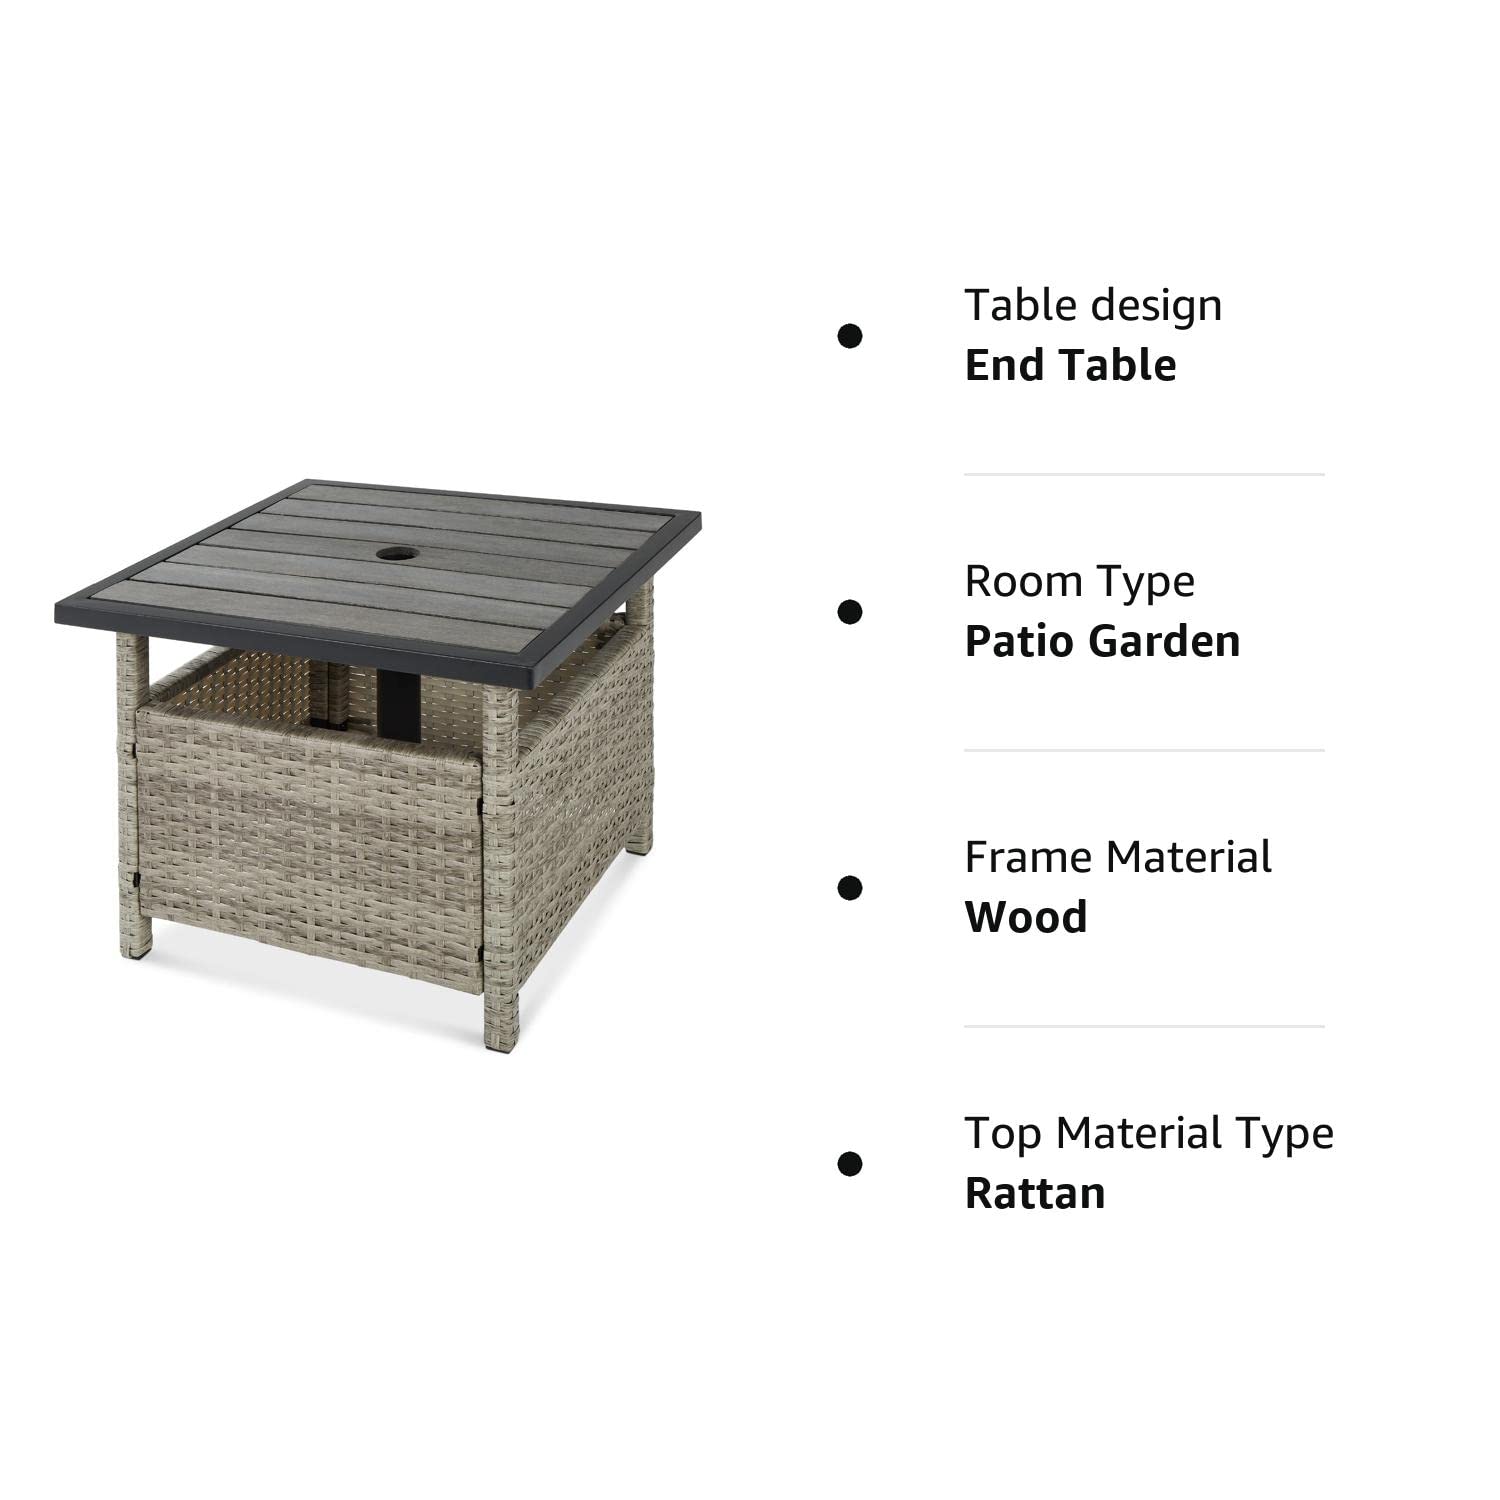 Table design
End Table
Room Type
Patio Garden
Frame Material
Wood
Top Material Type
Rattan